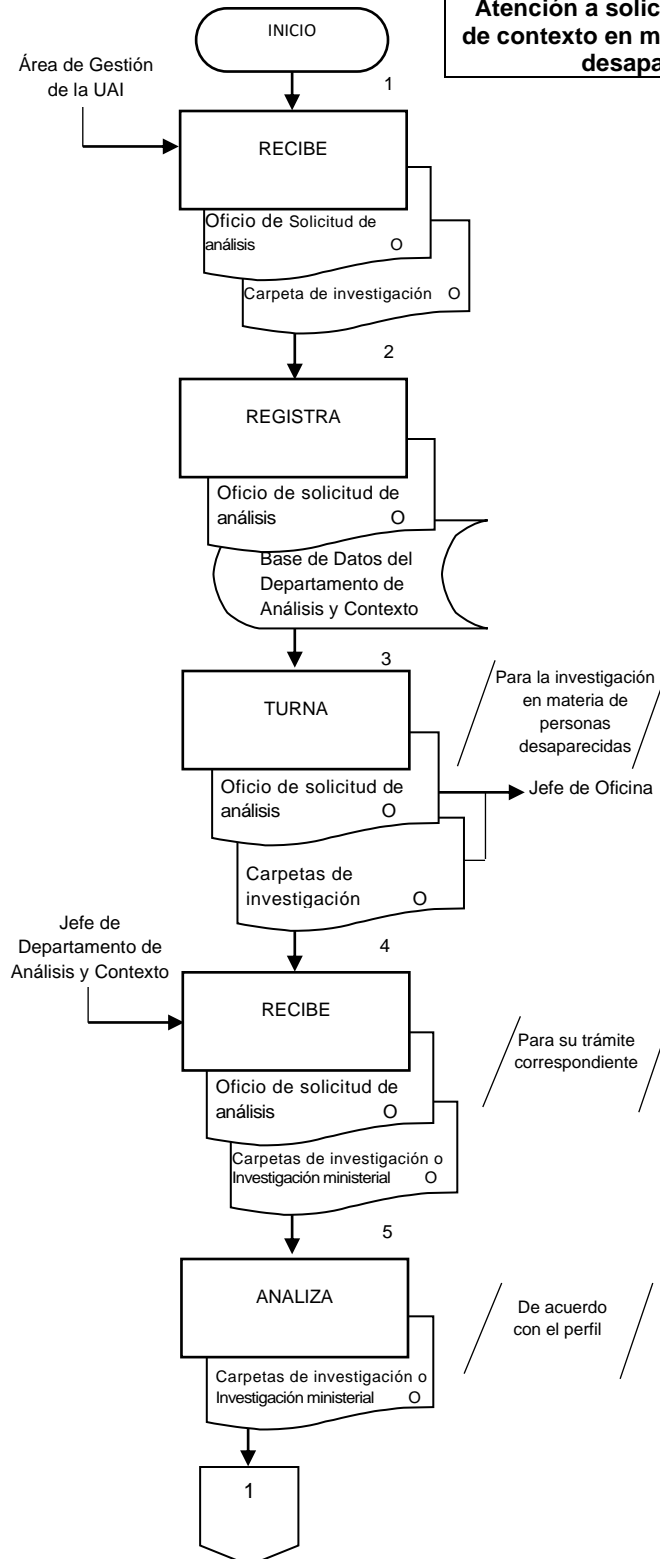 Atención a solic
de contexto en m
desapa
INICIO
Área de Gestión
de la UAI
1
RECIBE
Oficio de Solicitud de
análisis O
Carpeta de investigación O
2
REGISTRA
Oficio de solicitud de
análisis O
Base de Datos del
Departamento de
Análisis y Contexto
3
TURNA
Para la investigación
en materia de
personas
desaparecidas
Oficio de solicitud de
análisis O
Jefe de Oficina
Carpetas de
investigación O
Jefe de
Departamento de
Análisis y Contexto
4
RECIBE
Para su trámite
correspondiente
Oficio de solicitud de
análisis O
Carpetas de investigación o
Investigación ministerial O
5
ANALIZA
De acuerdo
con el perfil
Carpetas de investigación o
Investigación ministerial O
1